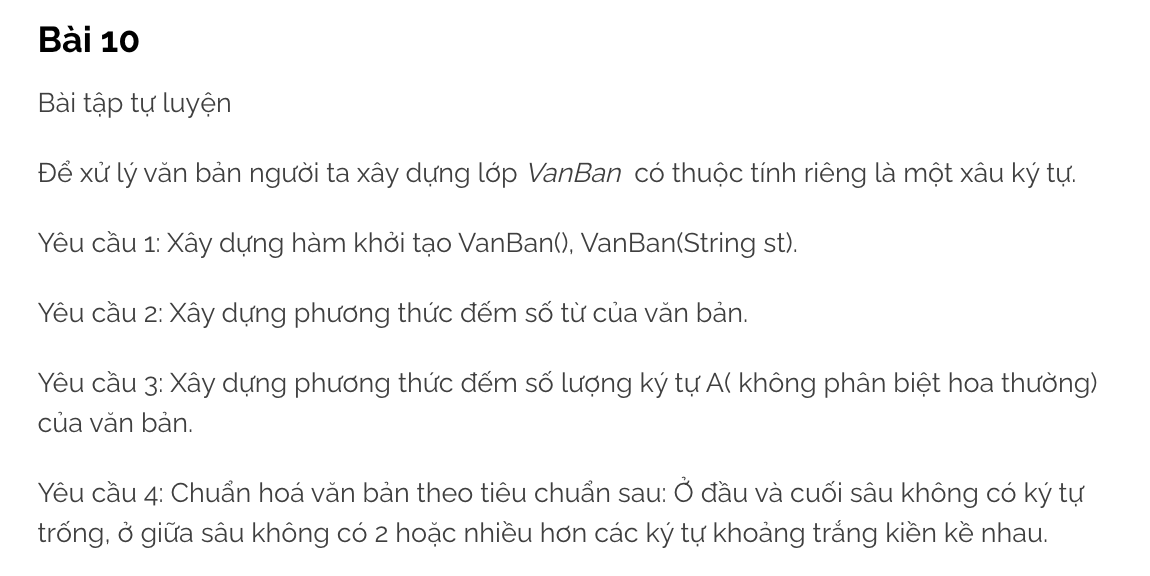 Bài 10
Bài tập tự luyện
Để xử lý văn bản người ta xây dựng lớp VanBan có thuộc tính riêng là một xâu ký tự.
Yêu cầu 1: Xây dựng hàm khởi tạo VanBan(), VanBan(String st).
Yêu cầu 2: Xây dựng phương thức đếm số từ của văn bản.
Yêu cầu 3: Xây dựng phương thức đếm số lượng ký tự A( không phân biệt hoa thường)
của văn bản.
Yêu cầu 4: Chuẩn hoá văn bản theo tiêu chuẩn sau: Ở đầu và cuối sâu không có ký tự
trống, ở giữa sâu không có 2 hoặc nhiều hơn các ký tự khoảng trắng kiền kề nhau.